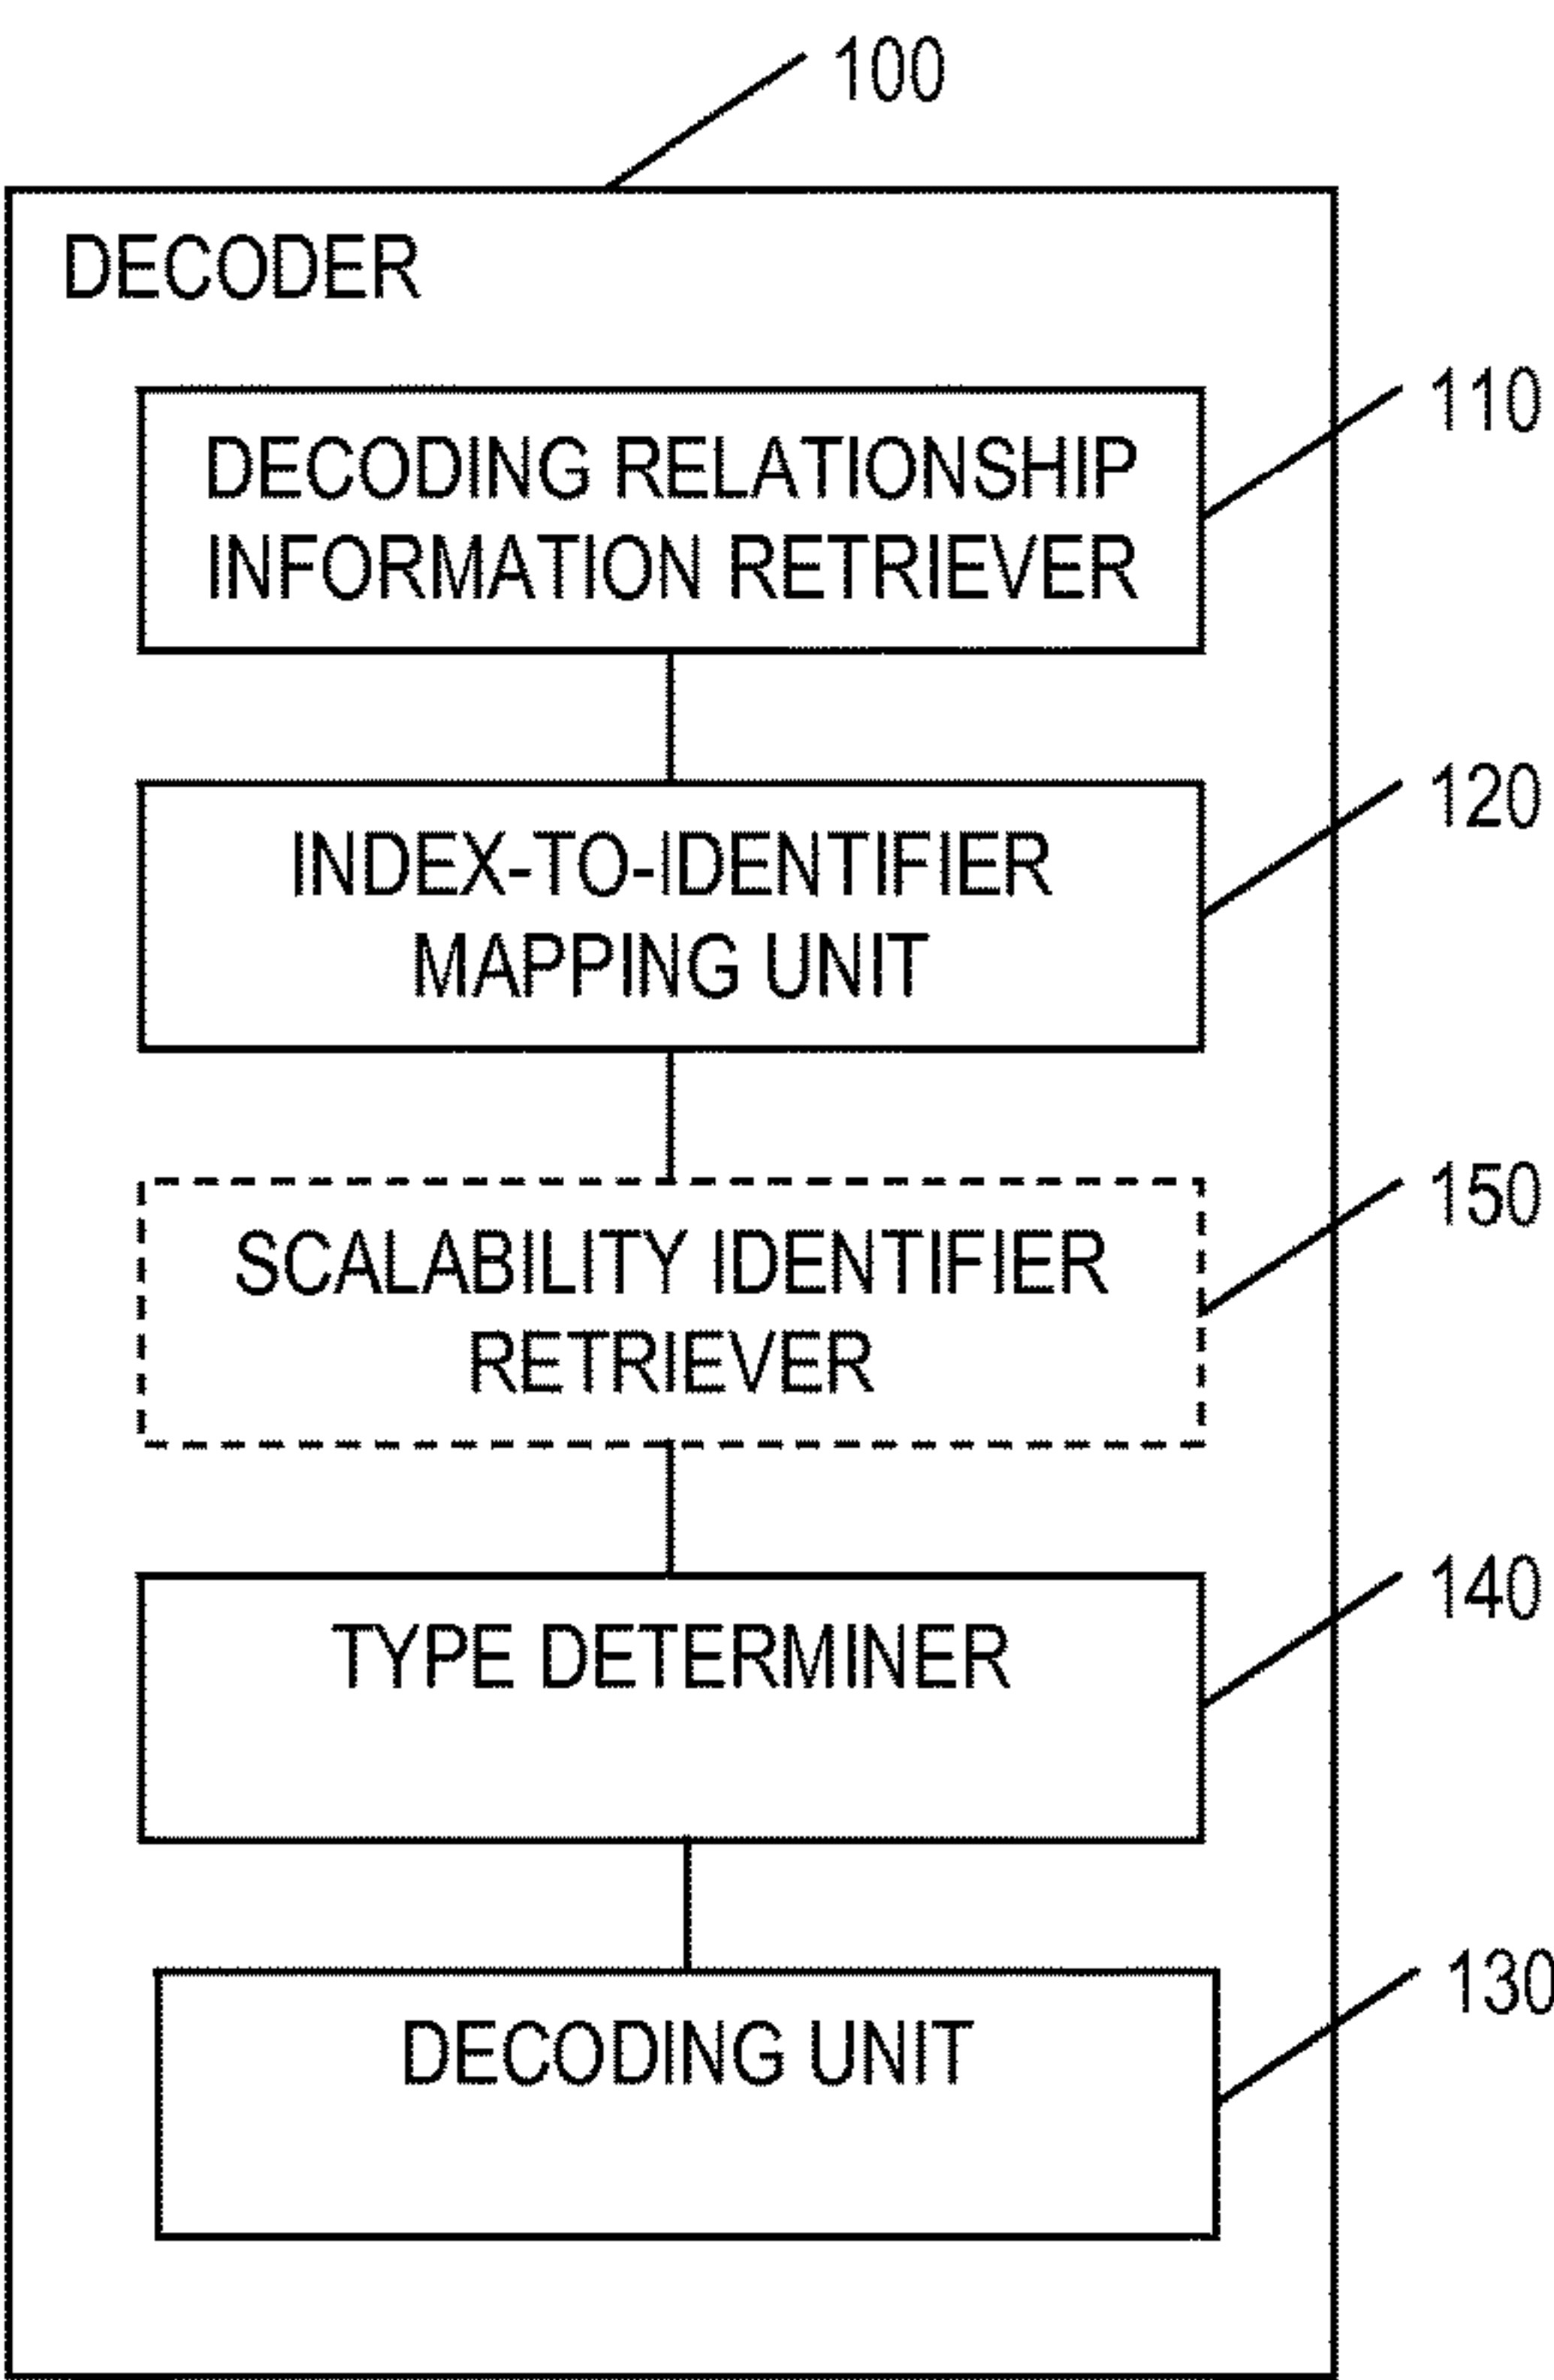 100
DECODER
DECODING RELATIONSHIP
INFORMATION RETRIEVER
110
INDEX-TO-IDENTIFIER
MAPPING UNIT
120
SCALABILITY IDENTIFIER
RETRIEVER
150
TYPE DETERMINER
140
DECODING UNIT
130